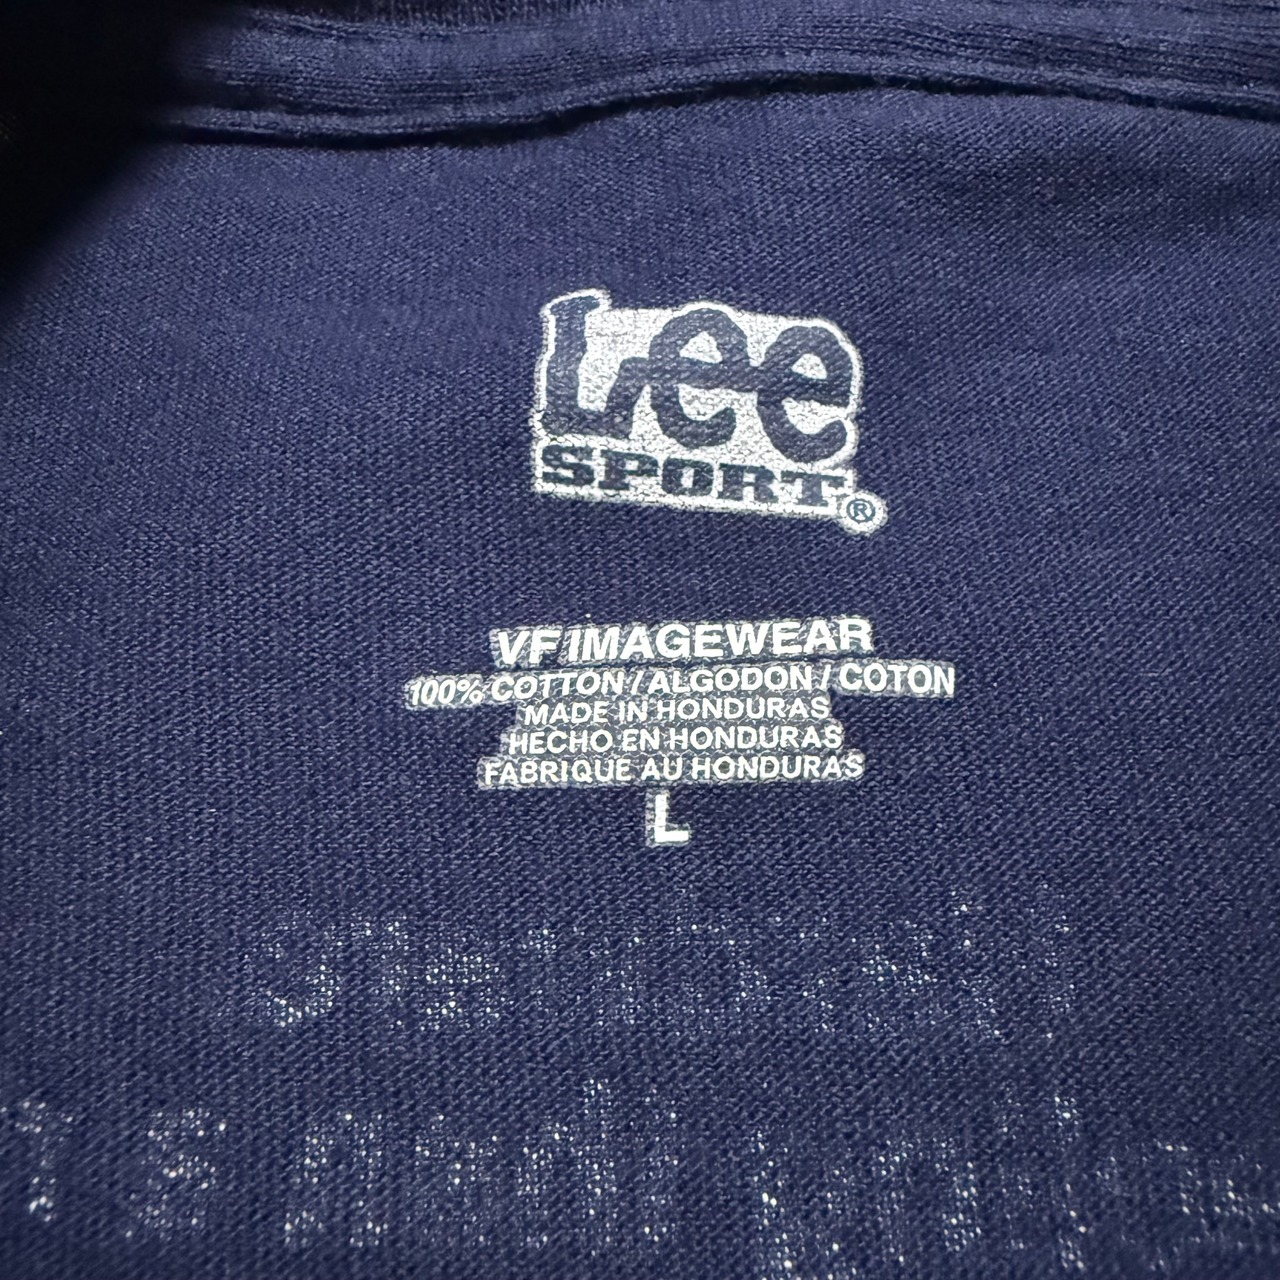 Lee
SPORT®
VF IMAGEWEAR
100% COTTON / ALGODON / COTON
MADE IN HONDURAS
HECHO EN HONDURAS
FABRIQUE AU HONDURAS
L